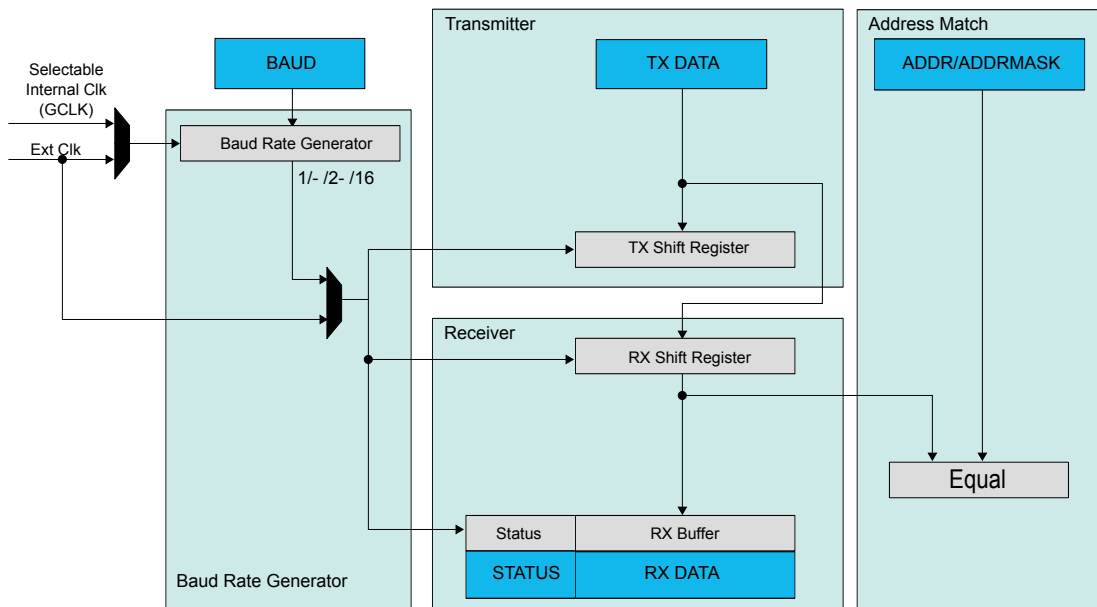 Transmitter
Address Match
BAUD
TX DATA
ADDR/ADDRMASK
Selectable
Internal Clk
(GCLK)
Ext Clk
Baud Rate Generator
1/- /2- /16
TX Shift Register
Receiver
RX Shift Register
Equal
Status
RX Buffer
STATUS
RX DATA
Baud Rate Generator